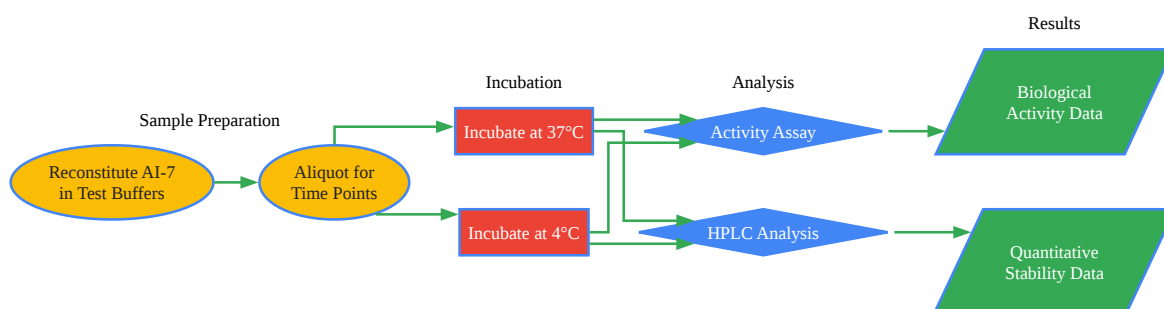 Sample Preparation
Reconstitute AI-7
in Test Buffers
Aliquot for
Time Points
Incubation
Incubate at 37°C
Incubate at 4°C
Analysis
Activity Assay
HPLC Analysis
Results
Biological
Activity Data
Quantitative
Stability Data